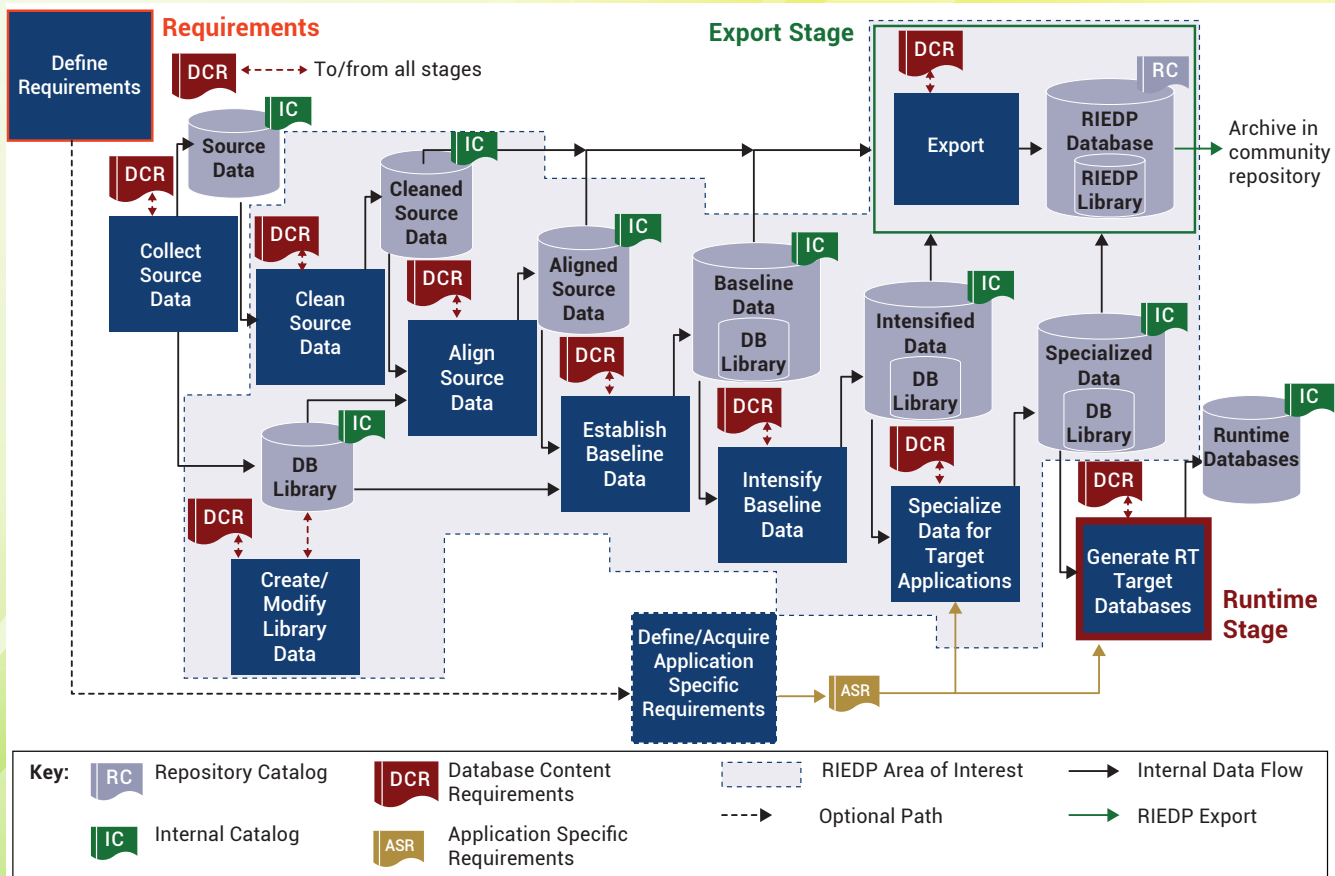 Requirements
Define
Requirements
DCR
To/from all stages
Export Stage
DCR
RC
Export
RIEDP
Database
RIEDP
Library
Archive in
community
repository
IC
Source
Data
DCR
Collect
Source
Data
IC
Cleaned
Source
Data
DCR
Clean
Source
Data
IC
Aligned
Source
Data
DCR
Align
Source
Data
IC
Baseline
Data
DB
Library
DCR
Establish
Baseline
Data
IC
Intensified
Data
DB
Library
DCR
Intensify
Baseline
Data
IC
Specialized
Data
DB
Library
DCR
Specialize
Data for
Target
Applications
IC
Runtime
Databases
DCR
Generate RT
Target
Databases
Runtime
Stage
IC
DB
Library
DCR
Create/
Modify
Library
Data
Define/Acquire
Application
Specific
Requirements
ASR
Key:
RC
Repository Catalog
IC
Internal Catalog
DCR
Database Content
Requirements
ASR
Application Specific
Requirements
RIEDP Area of Interest
Optional Path
Internal Data Flow
RIEDP Export